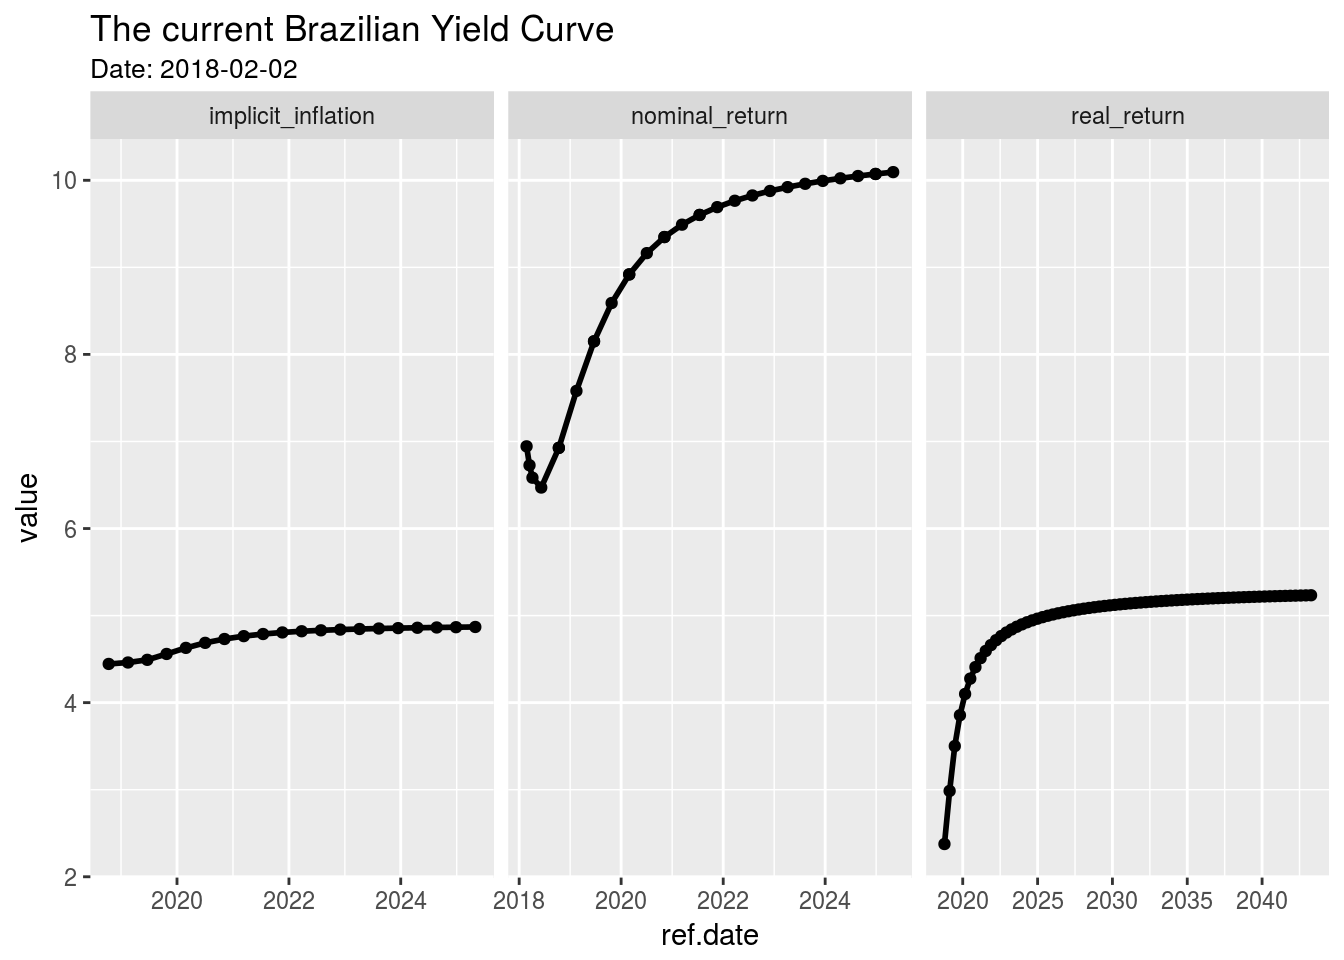 The current Brazilian Yield Curve
Date: 2018-02-02
implicit_inflation
nominal_return
real_return
value
10
8
6
4
2
2020 2022 2024
2018 2020 2022 2024
2020 2025 2030 2035 2040
ref.date